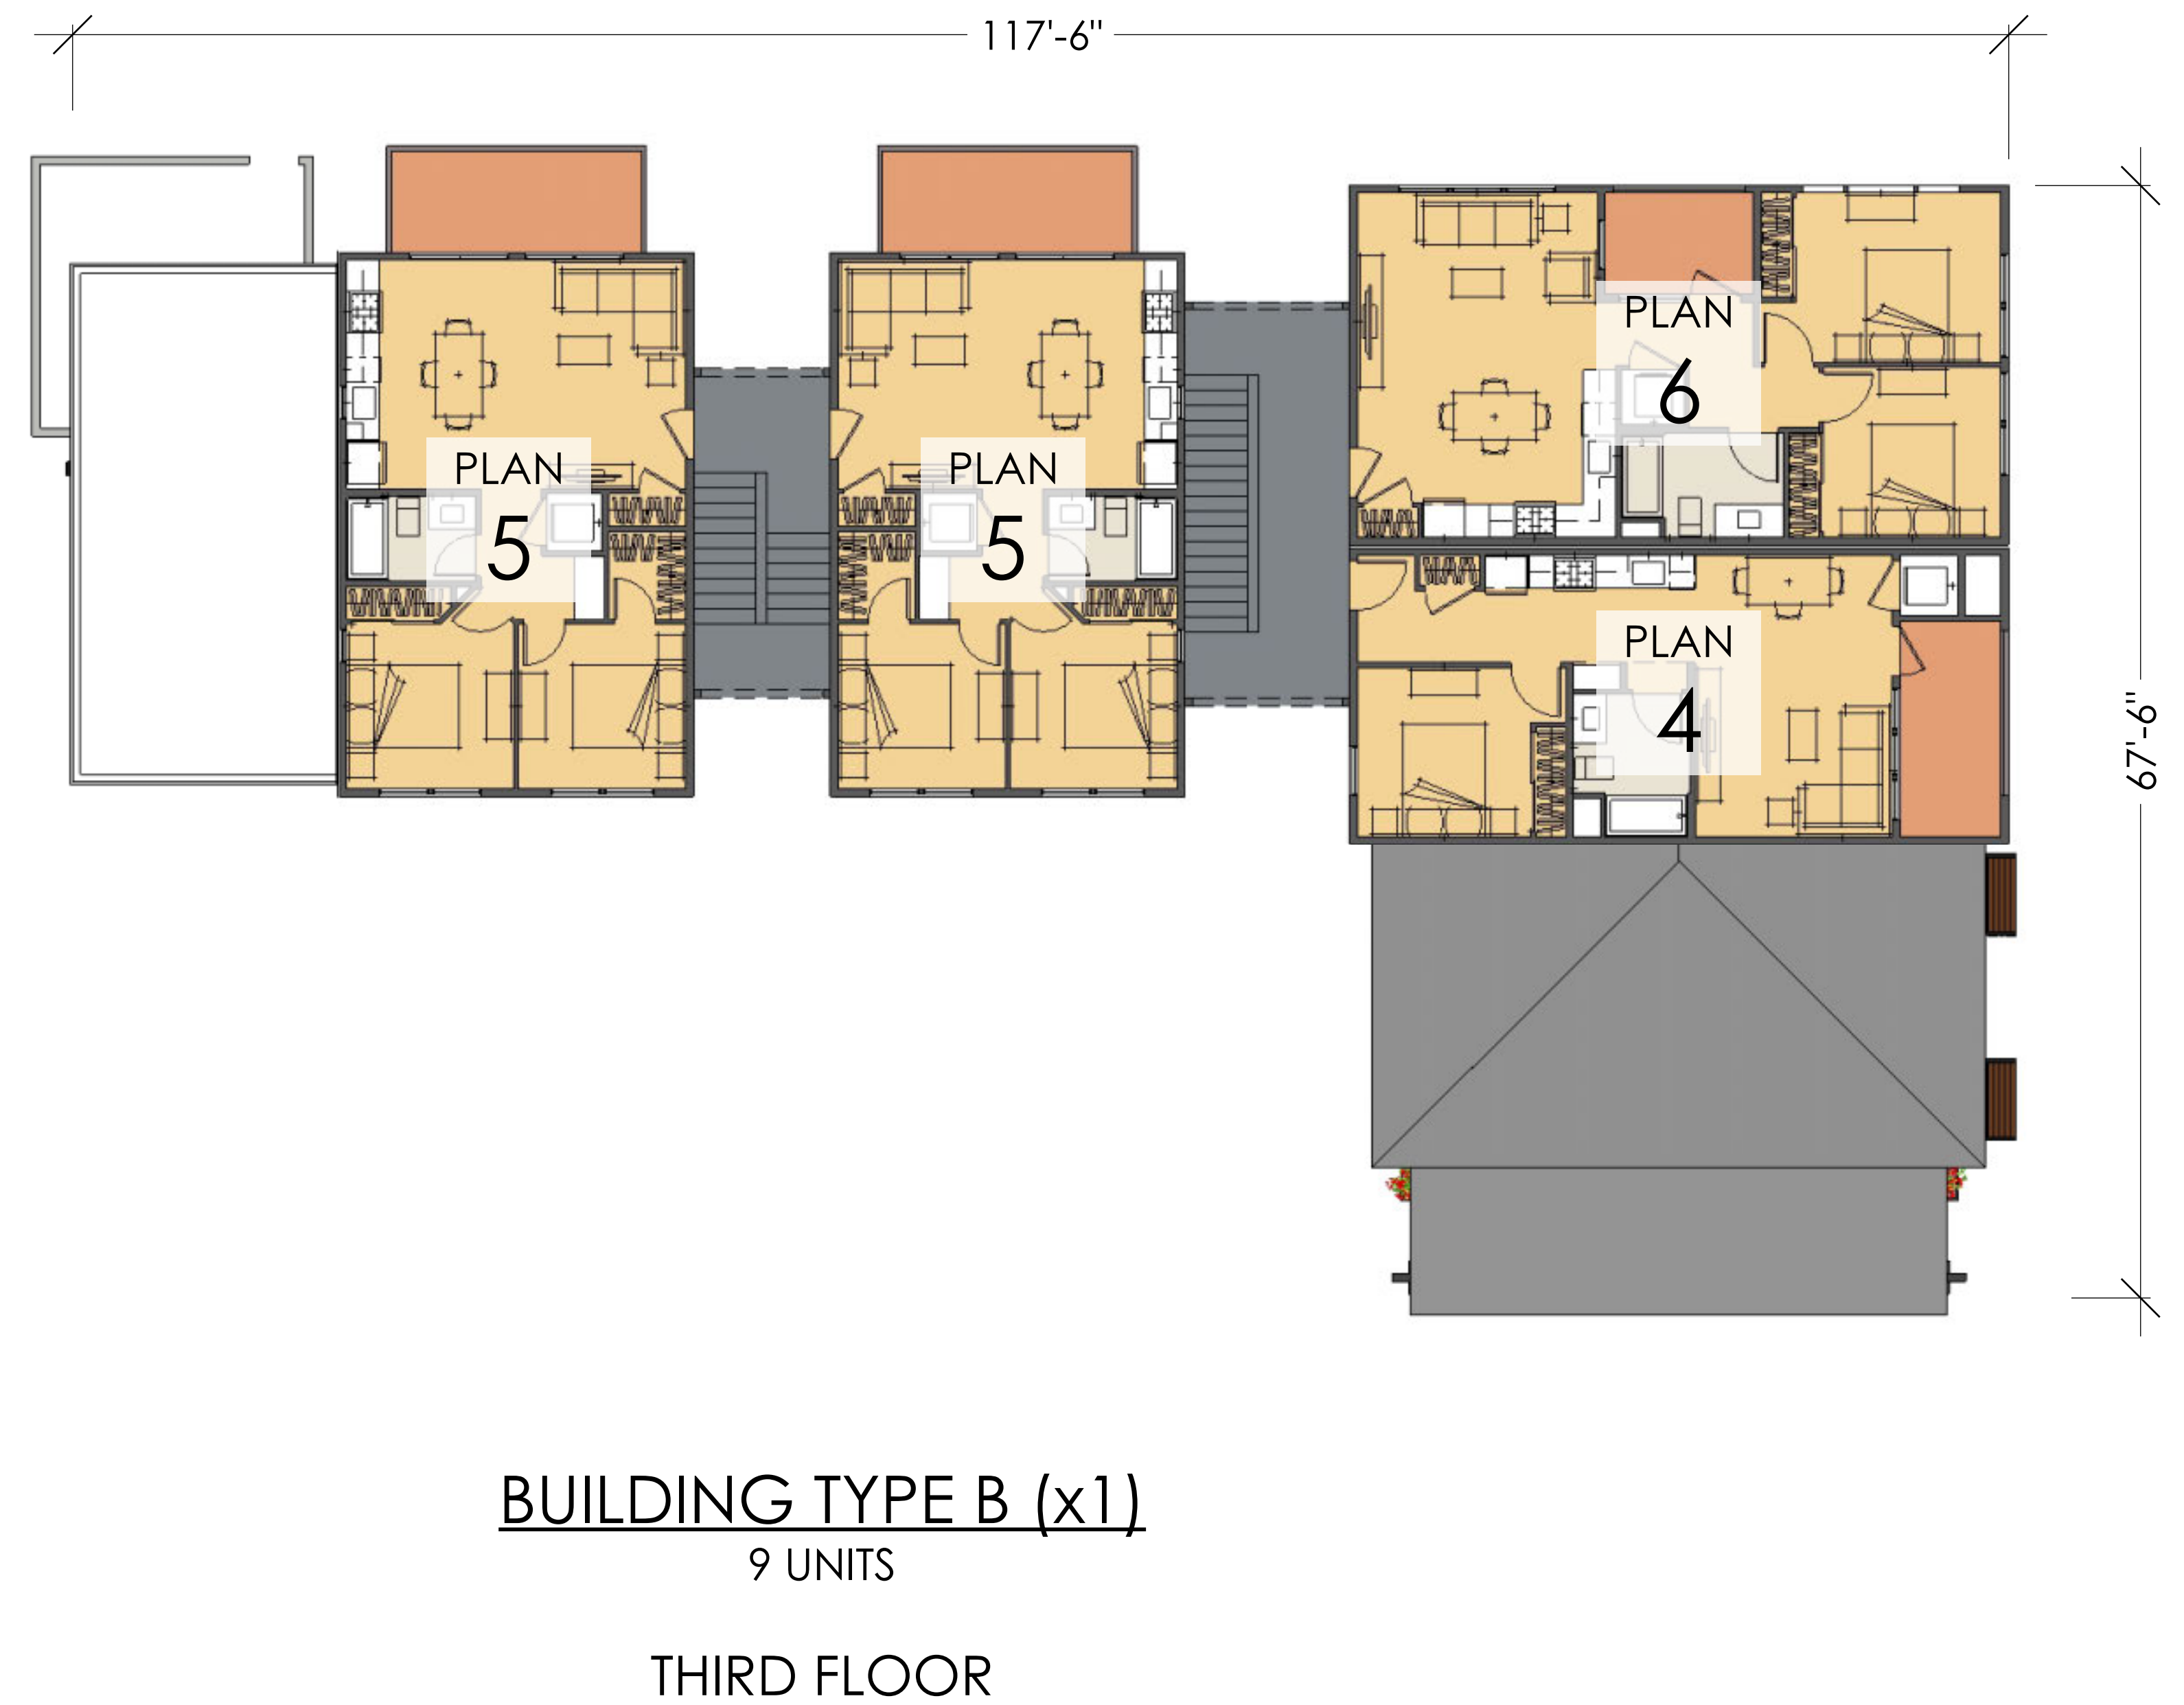 117'-6"
PLAN
6
PLAN
5
PLAN
5
PLAN
4
67'-6"
BUILDING TYPE B (x1)
9 UNITS
THIRD FLOOR